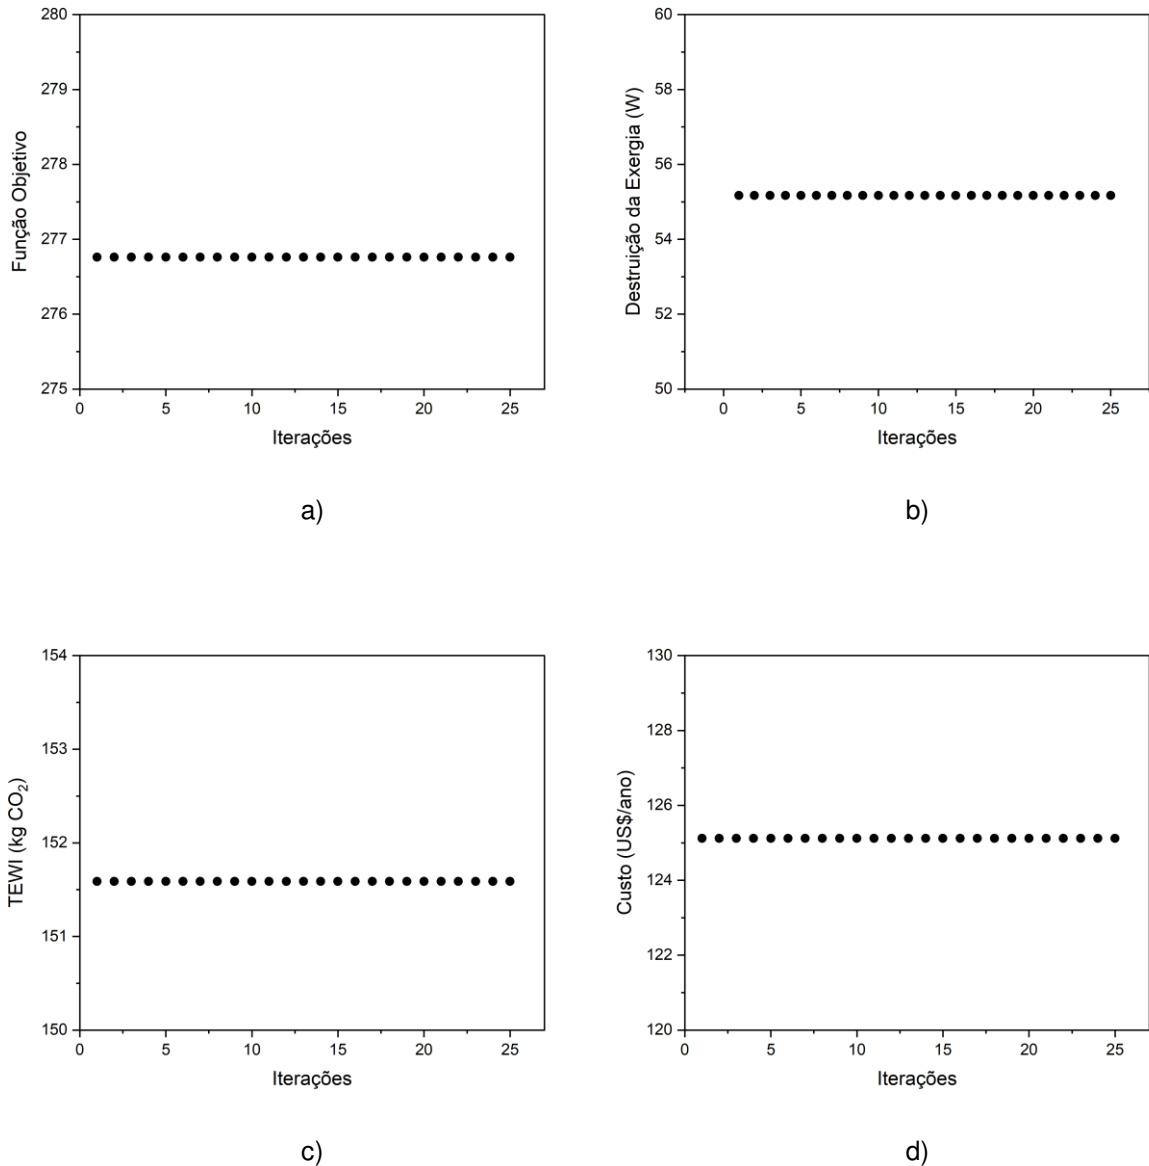 280
279
278
277
276
275
Função Objetivo
0 5 10 15 20 25
Iterações
a)
60
58
56
54
52
50
Destruição da Exergia (W)
0 5 10 15 20 25
Iterações
b)
154
153
152
151
150
TEWI (kg CO₂)
0 5 10 15 20 25
Iterações
c)
130
128
126
124
122
120
Custo (US$/ano)
0 5 10 15 20 25
Iterações
d)